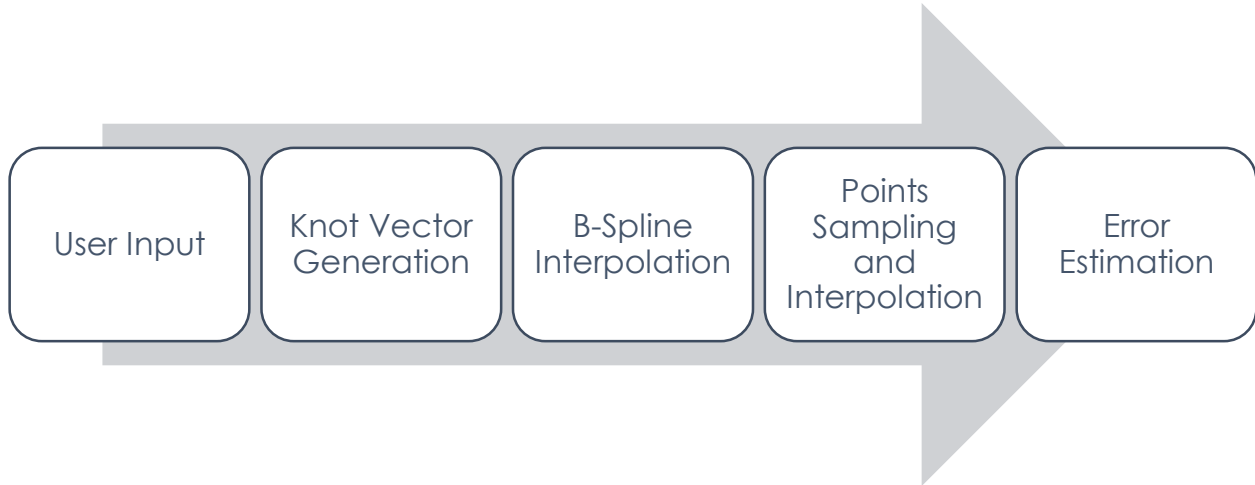 User Input
Knot Vector
Generation
B-Spline
Interpolation
Points
Sampling
and
Interpolation
Error
Estimation